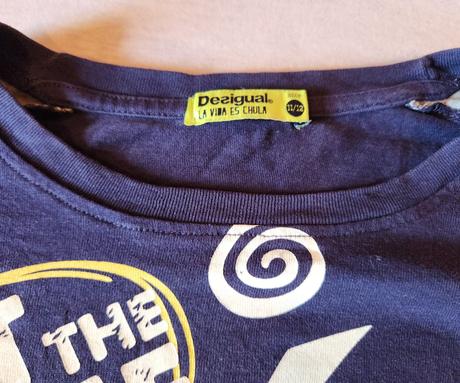 Desigual.
LA VIDA ES CHULA
11/12
THE